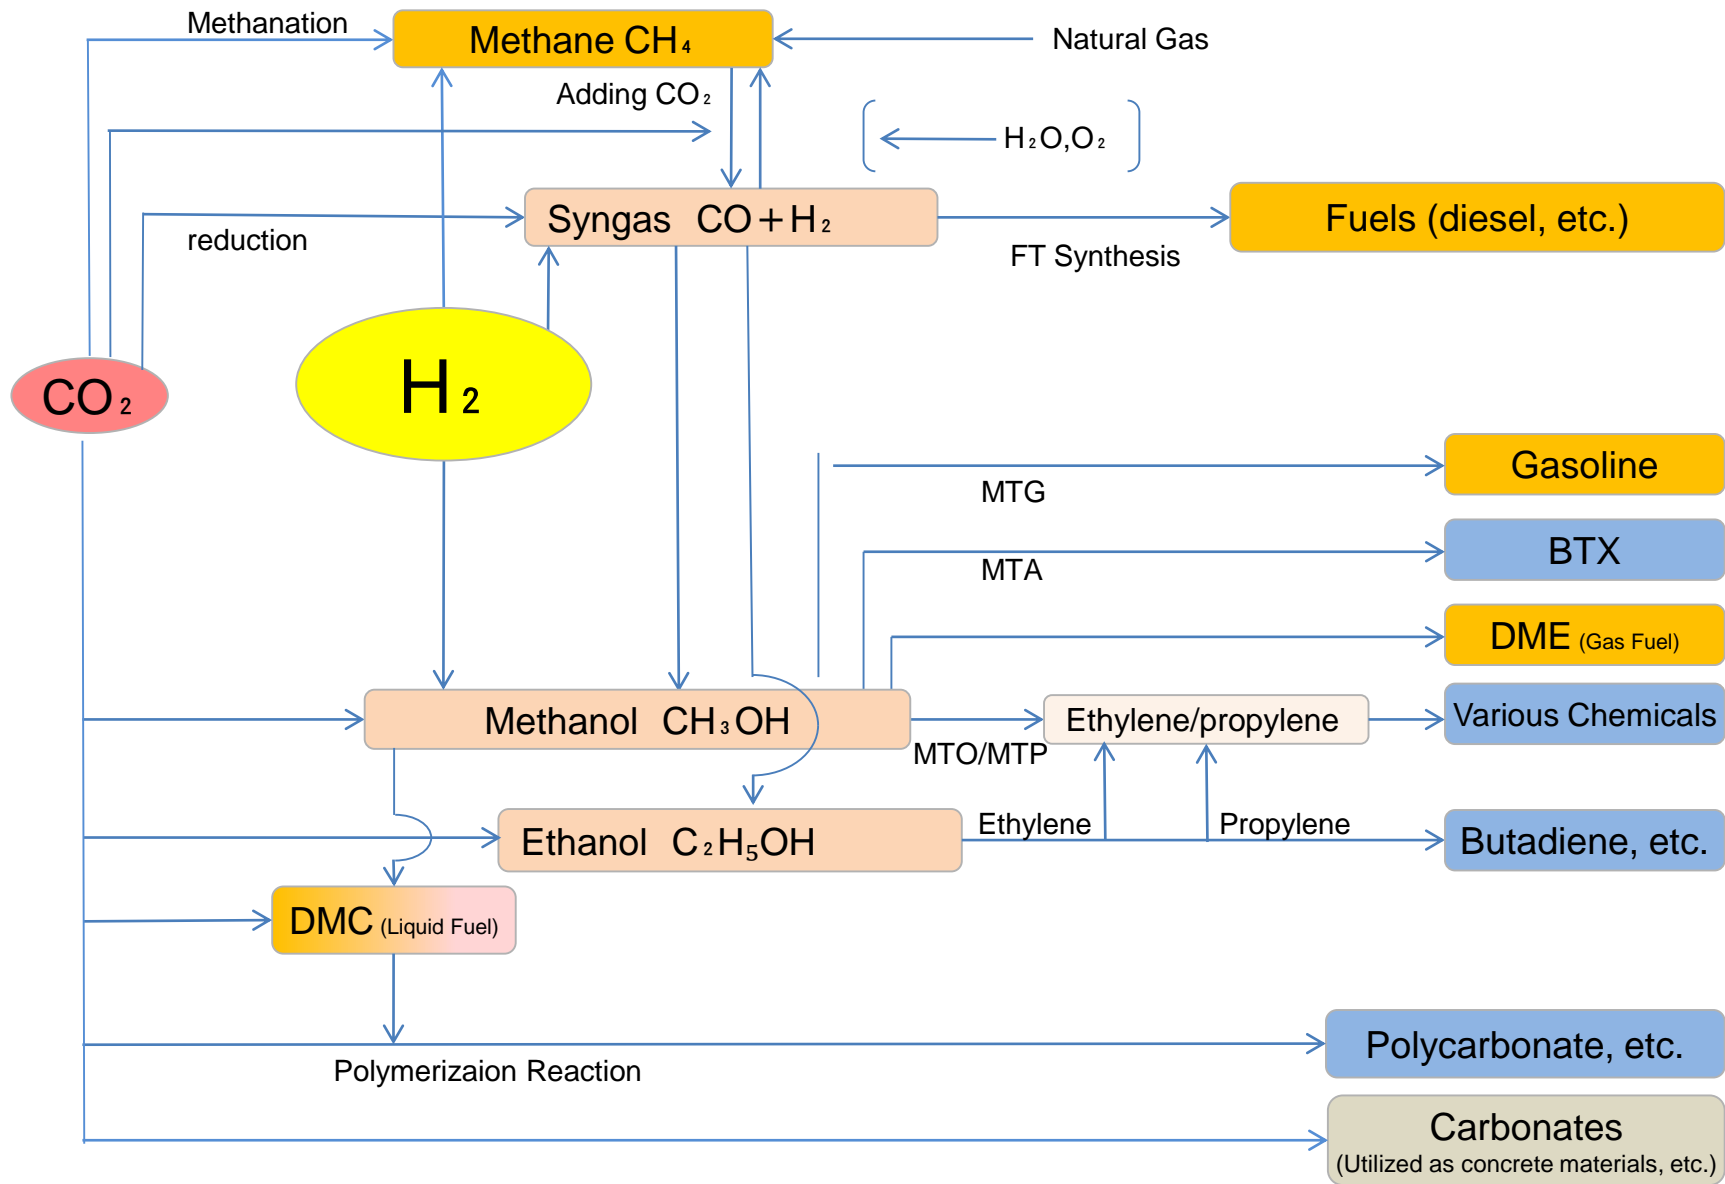 Methanation
Methane CH₄
Natural Gas
Adding CO₂
H₂O,O₂
Syngas CO+H₂
Fuels (diesel, etc.)
reduction
FT Synthesis
CO₂
H₂
Gasoline
MTG
BTX
MTA
DME (Gas Fuel)
Methanol CH₃OH
Ethylene/propylene
Various Chemicals
MTO/MTP
Ethanol C₂H₅OH
Ethylene
Propylene
Butadiene, etc.
DMC (Liquid Fuel)
Polycarbonate, etc.
Polymerizaion Reaction
Carbonates
(Utilized as concrete materials, etc.)